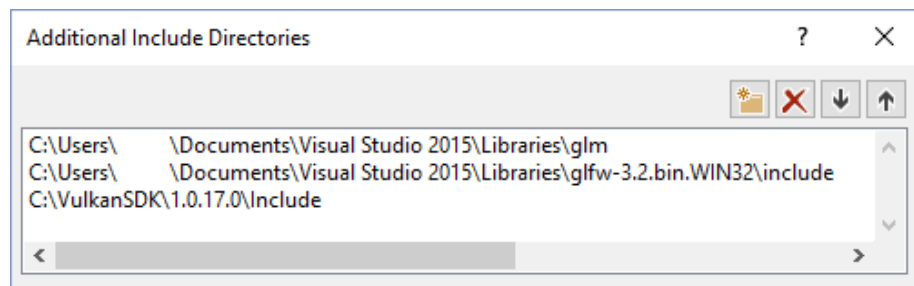 Additional Include Directories
C:\Users\ \Documents\Visual Studio 2015\Libraries\glm
C:\Users\ \Documents\Visual Studio 2015\Libraries\glfw-3.2.bin.WIN32\include
C:\VulkanSDK\1.0.17.0\Include